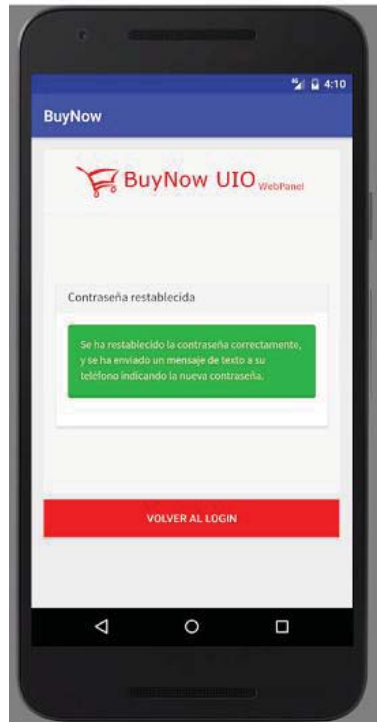 4:10
BuyNow
BuyNow UIO WebPanel
Contraseña restablecida
Se ha restablecido la contraseña correctamente,
y se ha enviado un mensaje de texto a su
teléfono indicando la nueva contraseña.
VOLVER AL LOGIN